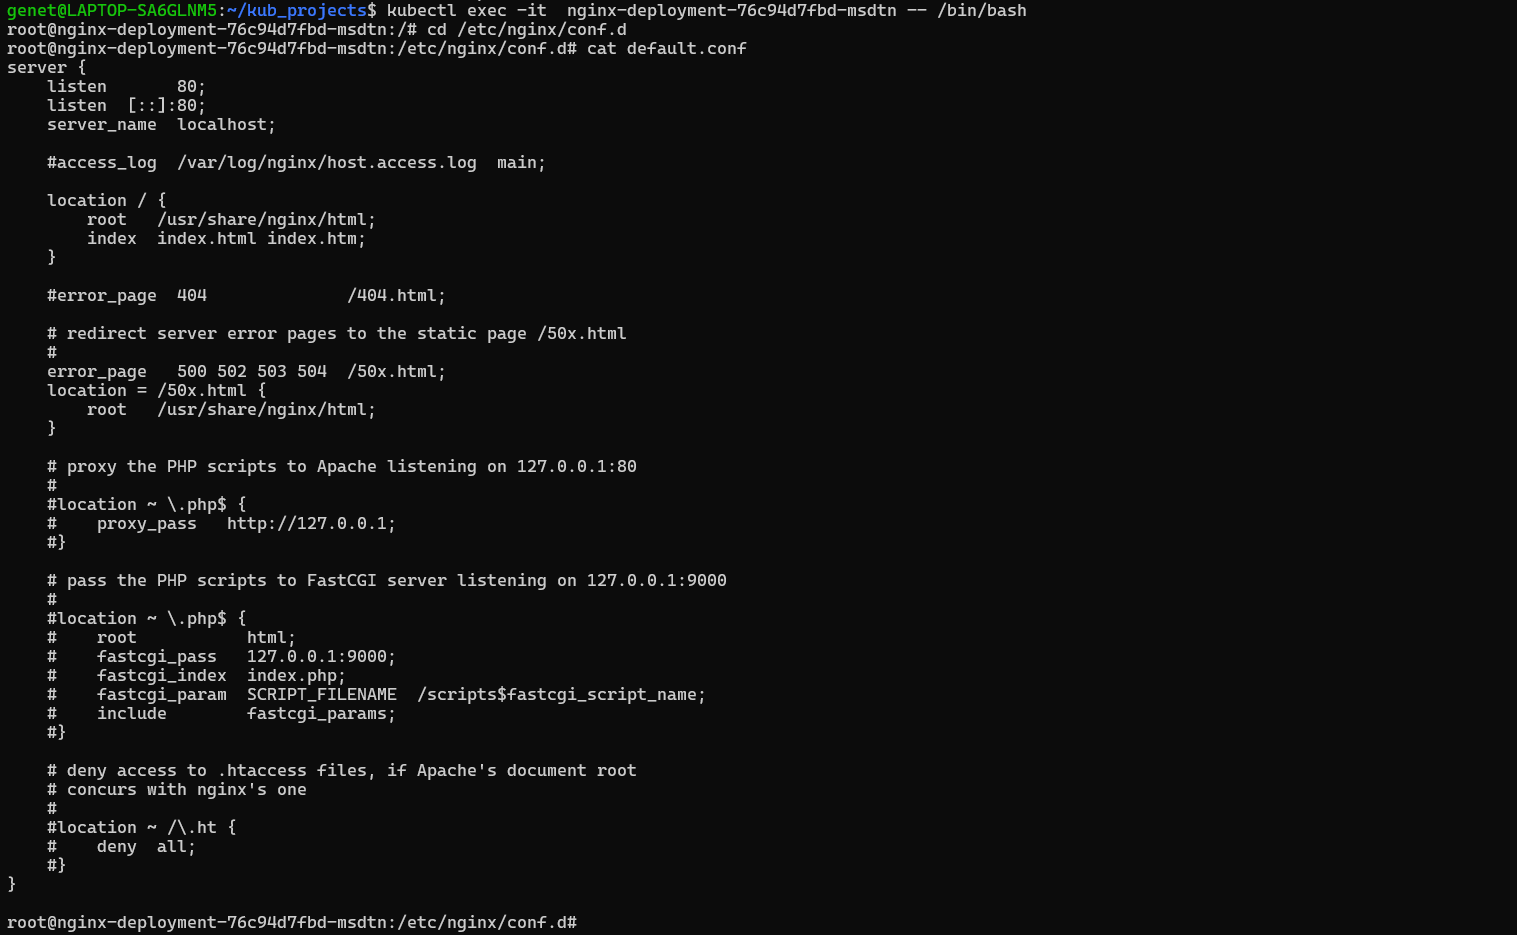 genet@LAPTOP-SA6GLNM5:~/kub_projects$ kubectl exec -it  nginx-deployment-76c94d7fbd-msdtn -- /bin/bash
root@nginx-deployment-76c94d7fbd-msdtn:/# cd /etc/nginx/conf.d
root@nginx-deployment-76c94d7fbd-msdtn:/etc/nginx/conf.d# cat default.conf
server {
    listen       80;
    listen  [::]:80;
    server_name  localhost;

    #access_log  /var/log/nginx/host.access.log  main;

    location / {
        root   /usr/share/nginx/html;
        index  index.html index.htm;
    }

    #error_page  404              /404.html;

    # redirect server error pages to the static page /50x.html
    #
    error_page   500 502 503 504  /50x.html;
    location = /50x.html {
        root   /usr/share/nginx/html;
    }

    # proxy the PHP scripts to Apache listening on 127.0.0.1:80
    #
    #location ~ \.php$ {
    #    proxy_pass   http://127.0.0.1;
    #}

    # pass the PHP scripts to FastCGI server listening on 127.0.0.1:9000
    #
    #location ~ \.php$ {
    #    root           html;
    #    fastcgi_pass   127.0.0.1:9000;
    #    fastcgi_index  index.php;
    #    fastcgi_param  SCRIPT_FILENAME  /scripts$fastcgi_script_name;
    #    include        fastcgi_params;
    #}

    # deny access to .htaccess files, if Apache's document root
    # concurs with nginx's one
    #
    #location ~ /\.ht {
    #    deny  all;
    #}
}

root@nginx-deployment-76c94d7fbd-msdtn:/etc/nginx/conf.d#